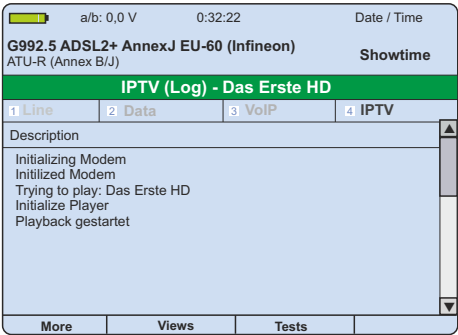 a/b: 0,0 V 0:32:22 Date / Time
G992.5 ADSL2+ AnnexJ EU-60 (Infineon)
ATU-R (Annex B/J) Showtime
IPTV (Log) - Das Erste HD
1 Line 2 Data 3 VoIP 4 IPTV
Description
Initializing Modem
Initilized Modem
Trying to play: Das Erste HD
Initialize Player
Playback gestartet
More Views Tests